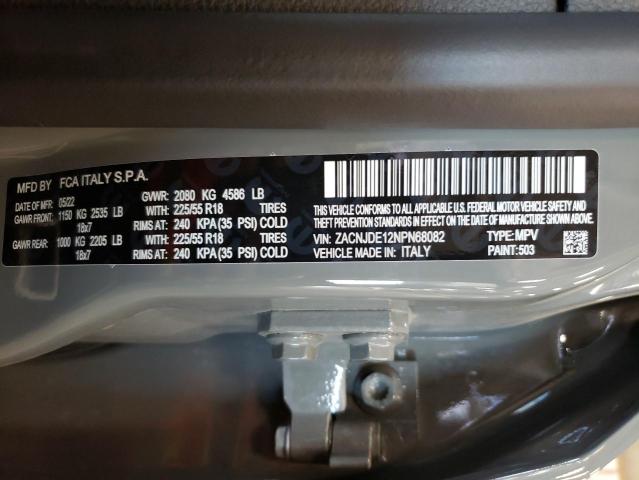 MFD BY FCA ITALY S.P.A.
DATE OF MFR: 05/22 GVWR: 2080 KG 4586 LB
GAWR FRONT: 1150 KG 2535 LB WITH: 225/55 R18 TIRES
18x7 RIMS AT: 240 KPA (35 PSI) COLD
GAWR REAR: 1000 KG 2205 LB WITH: 225/55 R18 TIRES
18x7 RIMS AT: 240 KPA (35 PSI) COLD
THIS VEHICLE CONFORMS TO ALL APPLICABLE U.S. FEDERAL MOTOR VEHICLE SAFETY AND
THEFT PREVENTION STANDARDS IN EFFECT ON THE DATE OF MANUFACTURE SHOWN ABOVE.
VIN: ZACNJDE12NPN68082 TYPE: MPV
VEHICLE MADE IN: ITALY PAINT: 503